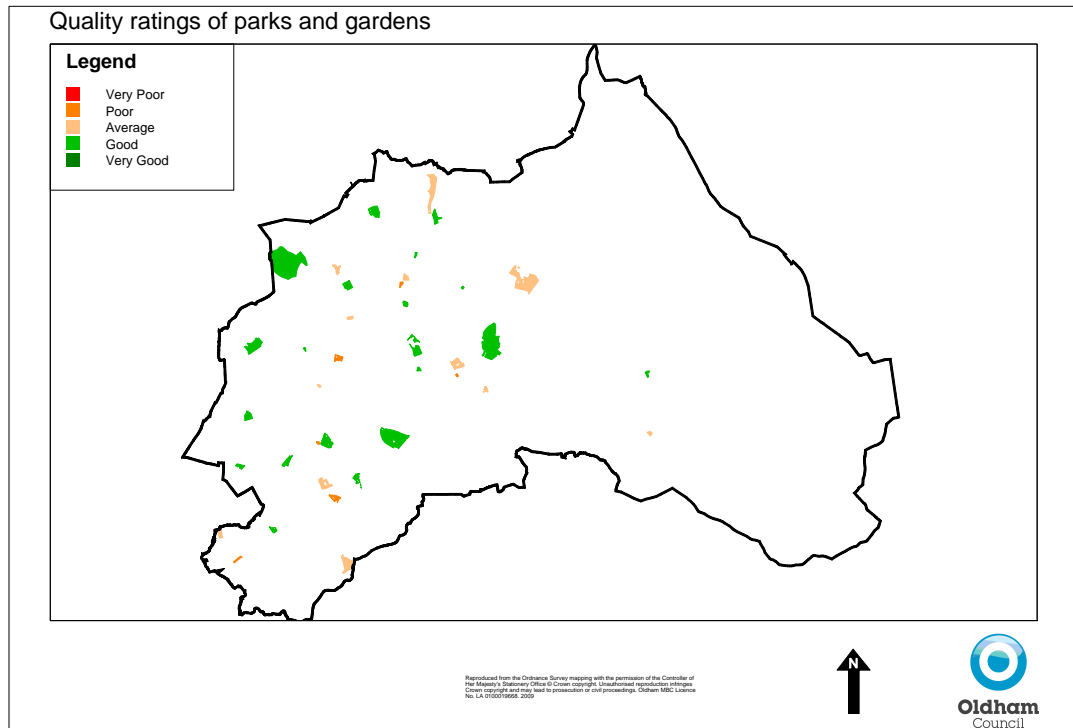 Quality ratings of parks and gardens
Legend
Very Poor
Poor
Average
Good
Very Good
Reproduced from the Ordnance Survey mapping with the permission of the Controller of
Her Majesty's Stationery Office © Crown copyright. Unauthorised reproduction infringes
Crown copyright and may lead to prosecution or civil proceedings. Oldham MBC Licence
No. LA 0100019668. 2009
N
Oldham
Council